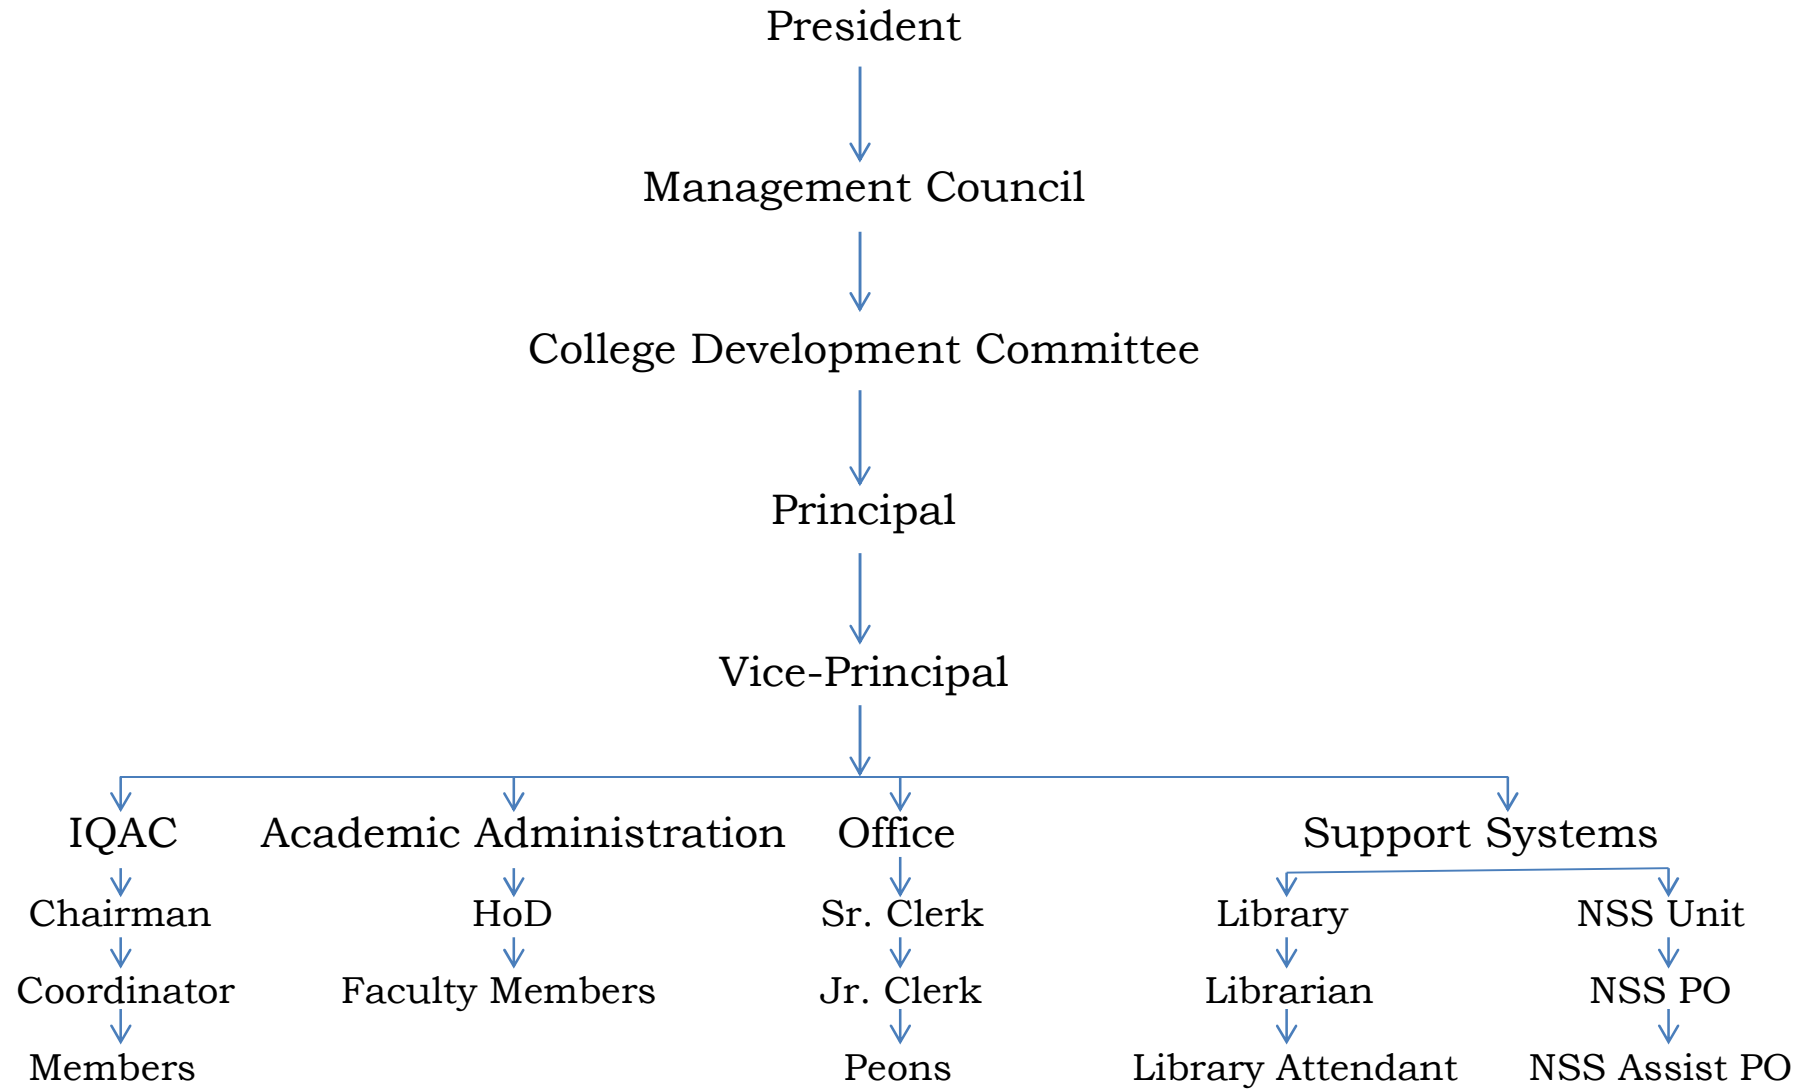 President
Management Council
College Development Committee
Principal
Vice-Principal
IQAC Academic Administration Office Support Systems
Chairman HoD Sr. Clerk Library NSS Unit
Coordinator Faculty Members Jr. Clerk Librarian NSS PO
Members Peons Library Attendant NSS Assist PO